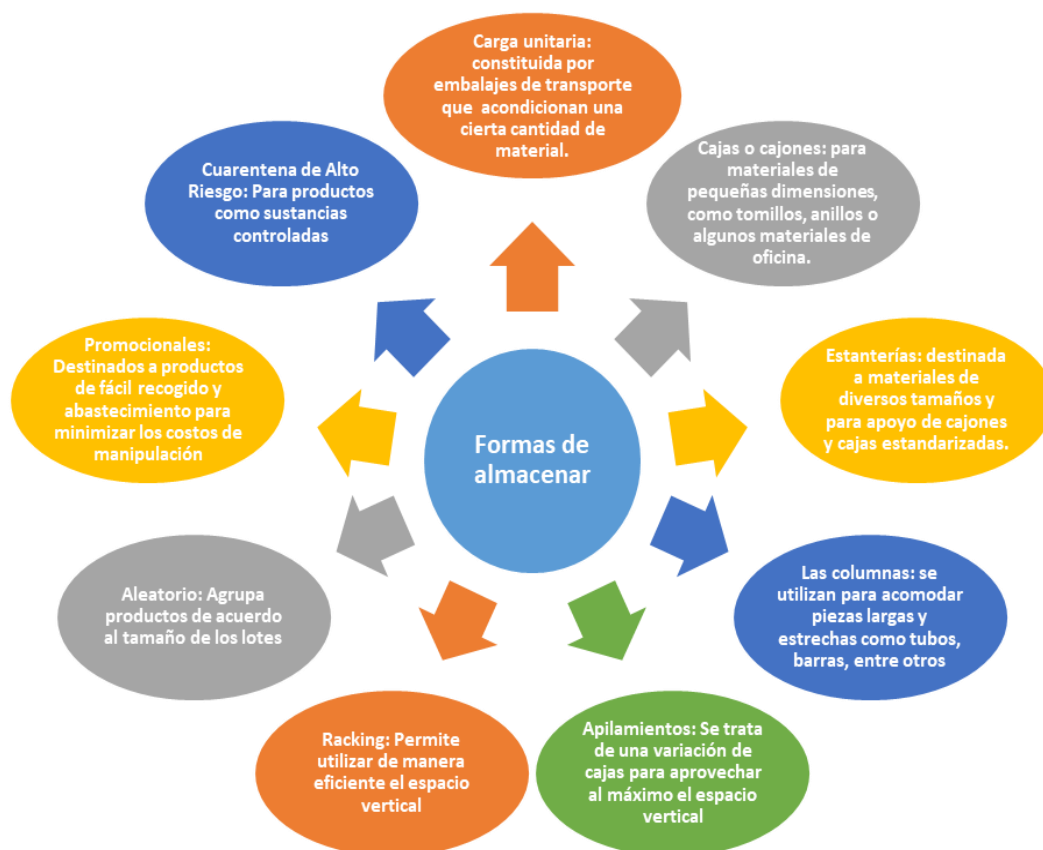 Carga unitaria:
constituida por
embalajes de transporte
que acondicionan una
cierta cantidad de
material.
Cajas o cajones: para
materiales de
pequeñas dimensiones,
como tomillos, anillos o
algunos materiales de
oficina.
Estanterías: destinada
a materiales de
diversos tamaños y
para apoyo de cajones
y cajas estandarizadas.
Las columnas: se
utilizan para acomodar
piezas largas y
estrechas como tubos,
barras, entre otros
Apilamientos: Se trata
de una variación de
cajas para aprovechar
al máximo el espacio
vertical
Racking: Permite
utilizar de manera
eficiente el espacio
vertical
Aleatorio: Agrupa
productos de acuerdo
al tamaño de los lotes
Promocionales:
Destinados a productos
de fácil recogido y
abastecimiento para
minimizar los costos de
manipulación
Cuarentena de Alto
Riesgo: Para productos
como sustancias
controladas
Formas de
almacenar